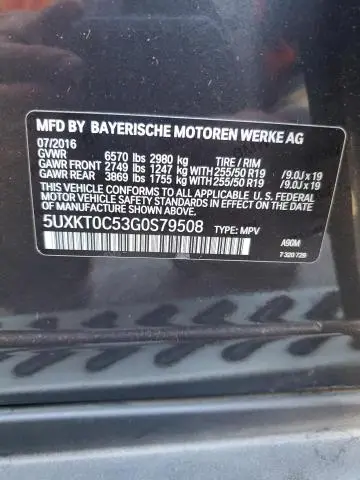 MFD BY BAYERISCHE MOTOREN WERKE AG
07/2016
GVWR 6570 lbs 2980 kg TIRE / RIM
GAWR FRONT 2749 lbs 1247 kg WITH 255/50 R19 /9.0J x 19
GAWR REAR 3869 lbs 1755 kg WITH 255/50 R19 /9.0J x 19
THIS VEHICLE CONFORMS TO ALL APPLICABLE U.S. FEDERAL
MOTOR VEHICLE SAFETY STANDARDS IN EFFECT
ON THE DATE OF MANUFACTURE SHOWN ABOVE.
5UXKT0C53G0S79508 TYPE: MPV
A90M
7 320 729